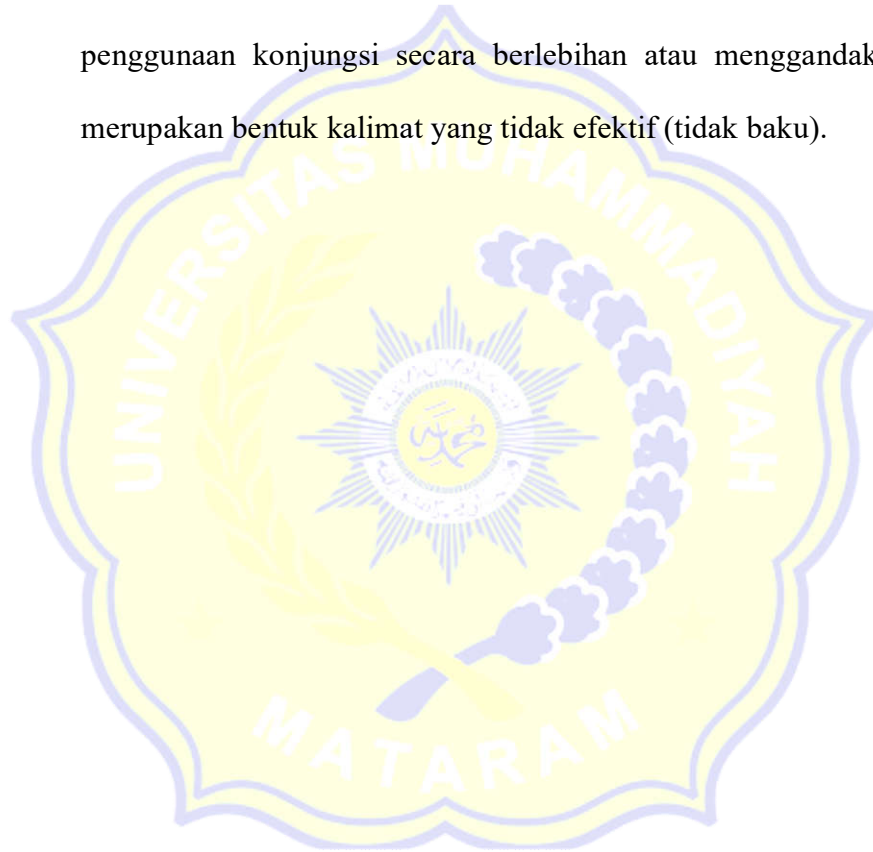 penggunaan konjungsi secara berlebihan atau menggandak
merupakan bentuk kalimat yang tidak efektif (tidak baku).
UNIVERSITAS MUHAMMADIYAH
MATARAM